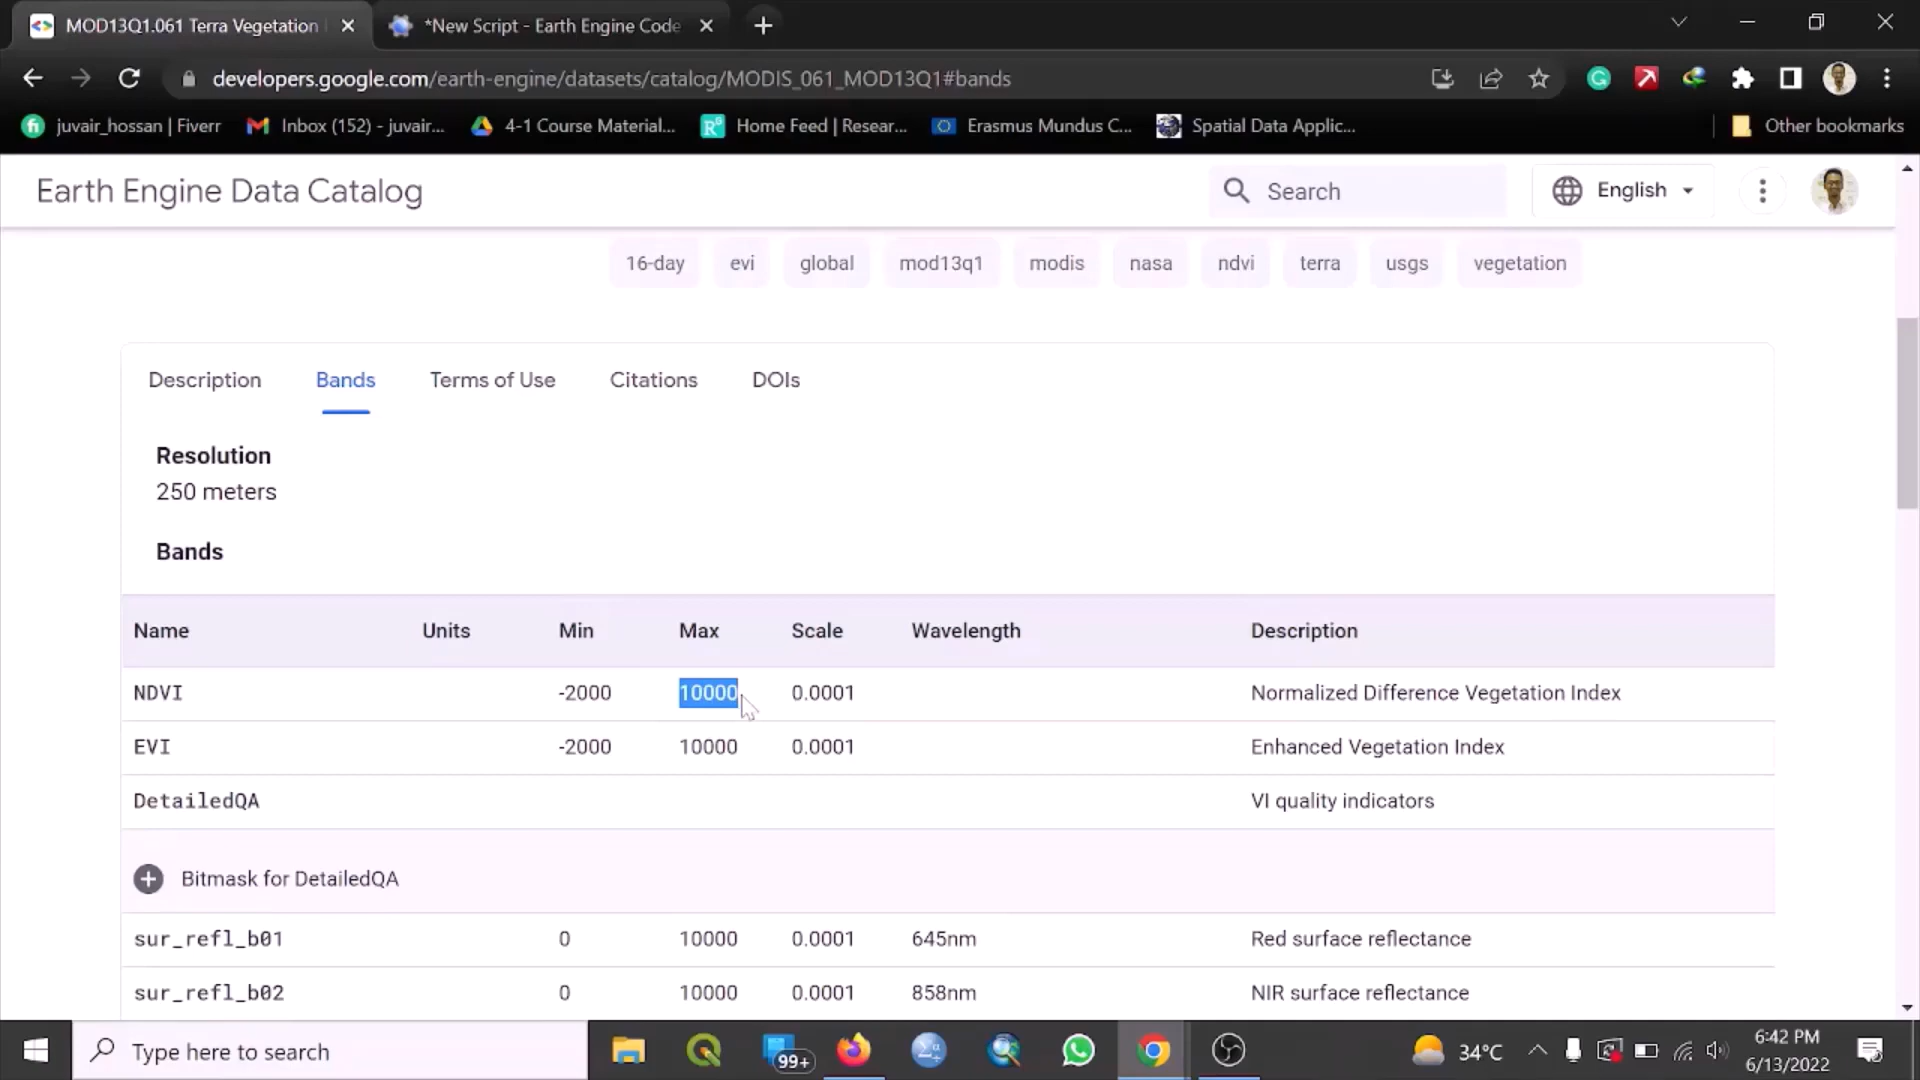 MOD13Q1.061 Terra Vegetation
*New Script - Earth Engine Code
developers.google.com/earth-engine/datasets/catalog/MODIS_061_MOD13Q1#bands
juvair_hossan | Fiverr
Inbox (152) - juvair...
4-1 Course Material...
Home Feed | Resear...
Erasmus Mundus C...
Spatial Data Applic...
Other bookmarks
Earth Engine Data Catalog
Search
English
16-day evi global mod13q1 modis nasa ndvi terra usgs vegetation
Description Bands Terms of Use Citations DOIs
Resolution
250 meters
Bands
Name Units Min Max Scale Wavelength Description
NDVI -2000 10000 0.0001 Normalized Difference Vegetation Index
EVI -2000 10000 0.0001 Enhanced Vegetation Index
DetailedQA VI quality indicators
Bitmask for DetailedQA
sur_refl_b01 0 10000 0.0001 645nm Red surface reflectance
sur_refl_b02 0 10000 0.0001 858nm NIR surface reflectance
Type here to search
99+
34°C
6:42 PM
6/13/2022